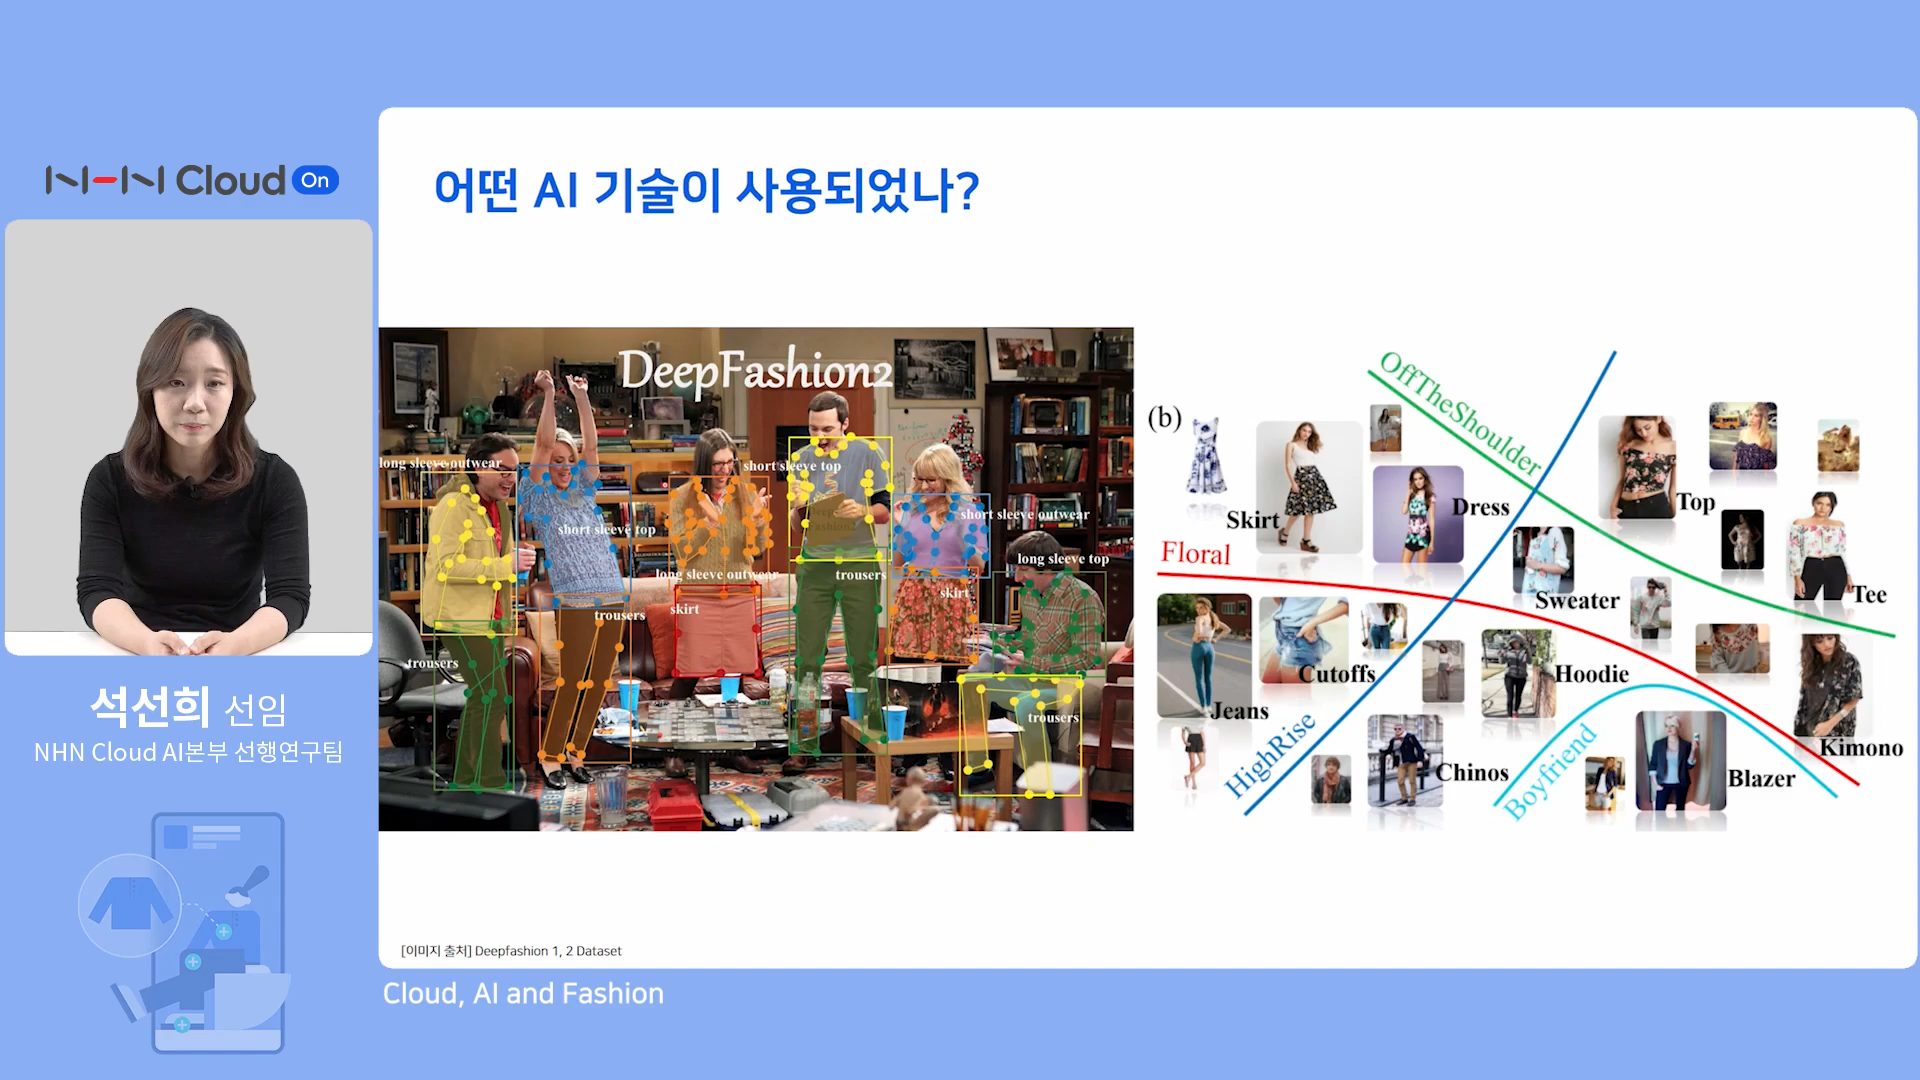 NHN Cloud On
석선희 선임
NHN Cloud AI본부 선행연구팀
어떤 AI 기술이 사용되었나?
DeepFashion2
long sleeve outwear
short sleeve top
short sleeve top
short sleeve outwear
long sleeve top
long sleeve outwear
trousers
skirt
skirt
trousers
trousers
trousers
(b)
OffTheShoulder
Skirt
Dress
Top
Floral
Sweater
Tee
Cutoffs
Hoodie
Jeans
HighRise
Chinos
Boyfriend
Blazer
Kimono
[이미지 출처] Deepfashion 1, 2 Dataset
Cloud, AI and Fashion